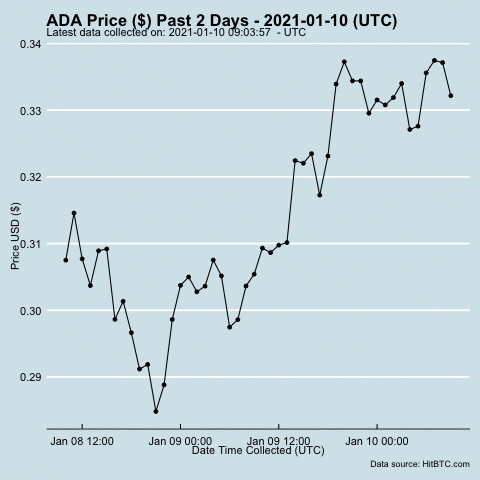 ADA Price ($) Past 2 Days - 2021-01-10 (UTC)
Latest data collected on: 2021-01-10 09:03:57 - UTC
0.34
0.33
0.32
0.31
0.30
0.29
Price USD ($)
Jan 08 12:00 Jan 09 00:00 Jan 09 12:00 Jan 10 00:00
Date Time Collected (UTC)
Data source: HitBTC.com